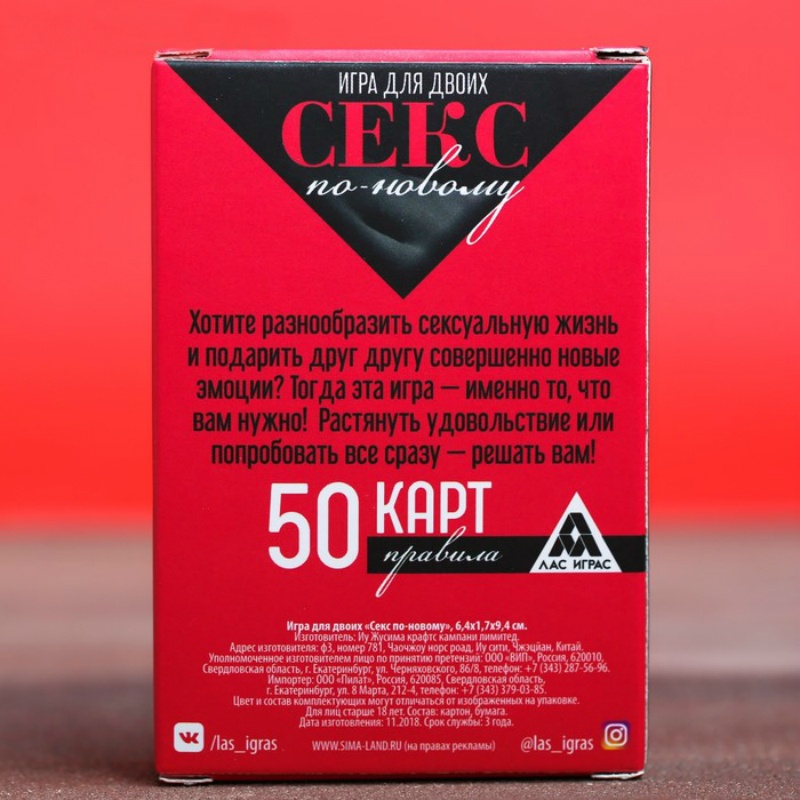 ИГРА ДЛЯ ДВОИХ
СЕКС
по-новому
Хотите разнообразить сексуальную жизнь
и подарить друг другу совершенно новые
эмоции? Тогда эта игра — именно то, что
вам нужно! Растянуть удовольствие или
попробовать все сразу — решать вам!
50 КАРТ
правила
ЛАС ИГРАС
Игра для двоих «Секс по-новому», 6,4х1,7х9,4 см.
Изготовитель: Иу Жусима крафтс кампани лимитед.
Адрес изготовителя: ф3, номер 781, Чаочжоу норс роад, Иу сити, Чжэцзян, Китай.
Уполномоченное изготовителем лицо по принятию претензий: ООО «ВИП», Россия, 620010,
Свердловская область, г. Екатеринбург, ул. Черняховского, 86/8, телефон: +7 (343) 287-56-96.
Импортер: ООО «Пилат», Россия, 620085, Свердловская область,
г. Екатеринбург, ул. 8 Марта, 212-4, телефон: +7 (343) 379-03-85.
Цвет и состав комплектующих могут отличаться от изображенных на упаковке.
Для лиц старше 18 лет. Состав: картон, бумага.
Дата изготовления: 11.2018. Срок службы: 3 года.
/las_igras WWW.SIMA-LAND.RU (на правах рекламы) @las_igras